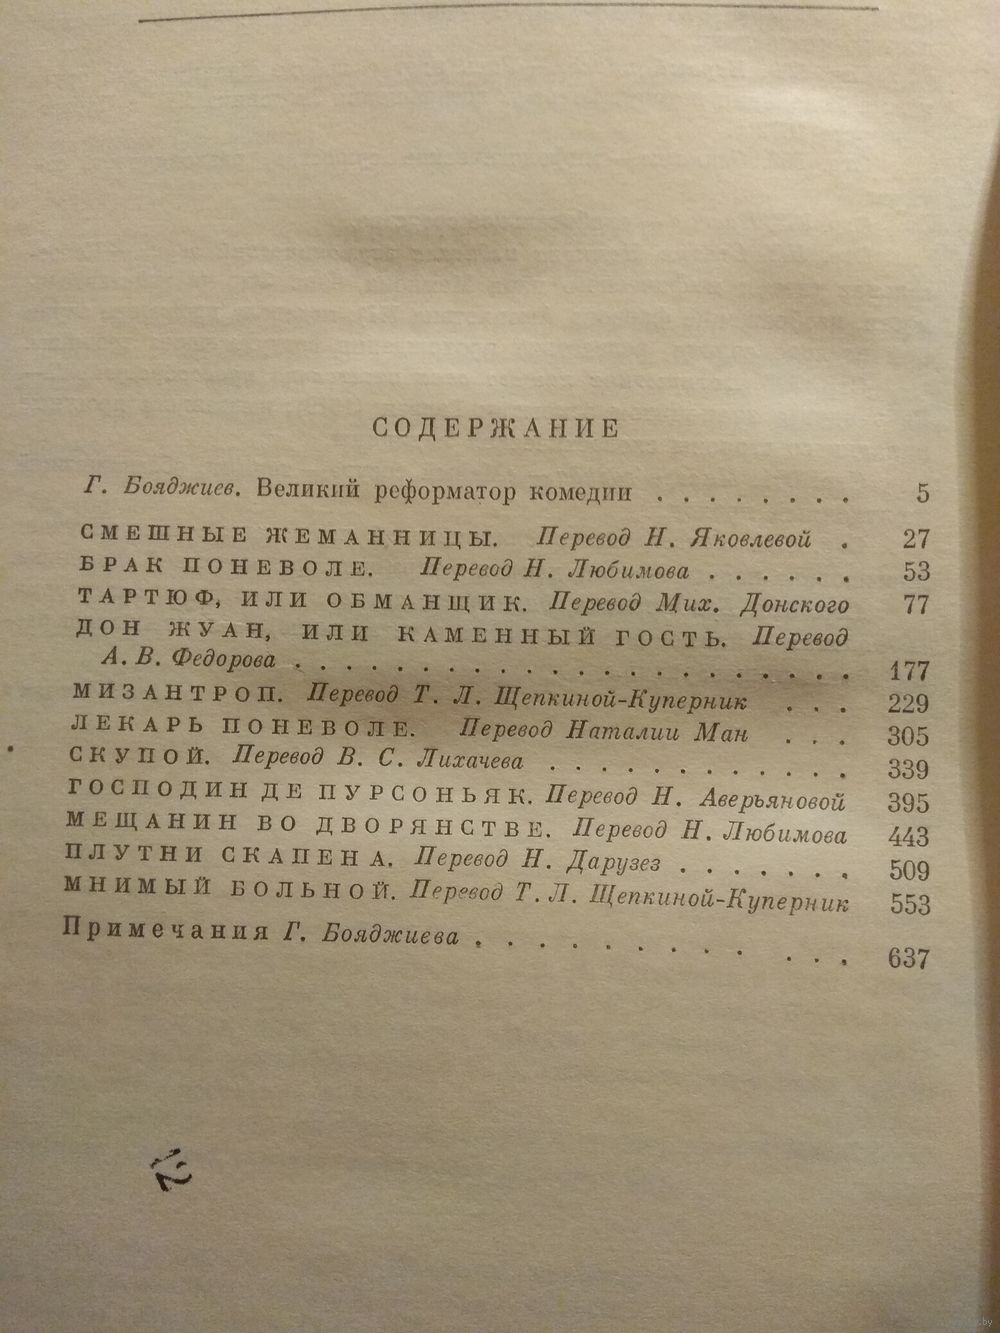 СОДЕРЖАНИЕ
Г. Бояджиев. Великий реформатор комедии . . . . . . . . 5
СМЕШНЫЕ ЖЕМАННИЦЫ. Перевод Н. Яковлевой . 27
БРАК ПОНЕВОЛЕ. Перевод Н. Любимова . . . . . . 53
ТАРТЮФ, ИЛИ ОБМАНЩИК. Перевод Мих. Донского 77
ДОН ЖУАН, ИЛИ КАМЕННЫЙ ГОСТЬ. Перевод
А. В. Федорова . . . . . . . . . . . . . . . . . . . . . . 177
МИЗАНТРОП. Перевод Т. Л. Щепкиной-Куперник . . . 229
ЛЕКАРЬ ПОНЕВОЛЕ. Перевод Наталии Ман . . . 305
СКУПОЙ. Перевод В. С. Лихачева . . . . . . . . . . . . 339
ГОСПОДИН ДЕ ПУРСОНЬЯК. Перевод Н. Аверьяновой 395
МЕЩАНИН ВО ДВОРЯНСТВЕ. Перевод Н. Любимова 443
ПЛУТНИ СКАПЕНА. Перевод Н. Дарузес . . . . . . . 509
МНИМЫЙ БОЛЬНОЙ. Перевод Т. Л. Щепкиной-Куперник 553
Примечания Г. Бояджиева . . . . . . . . . . . . 637